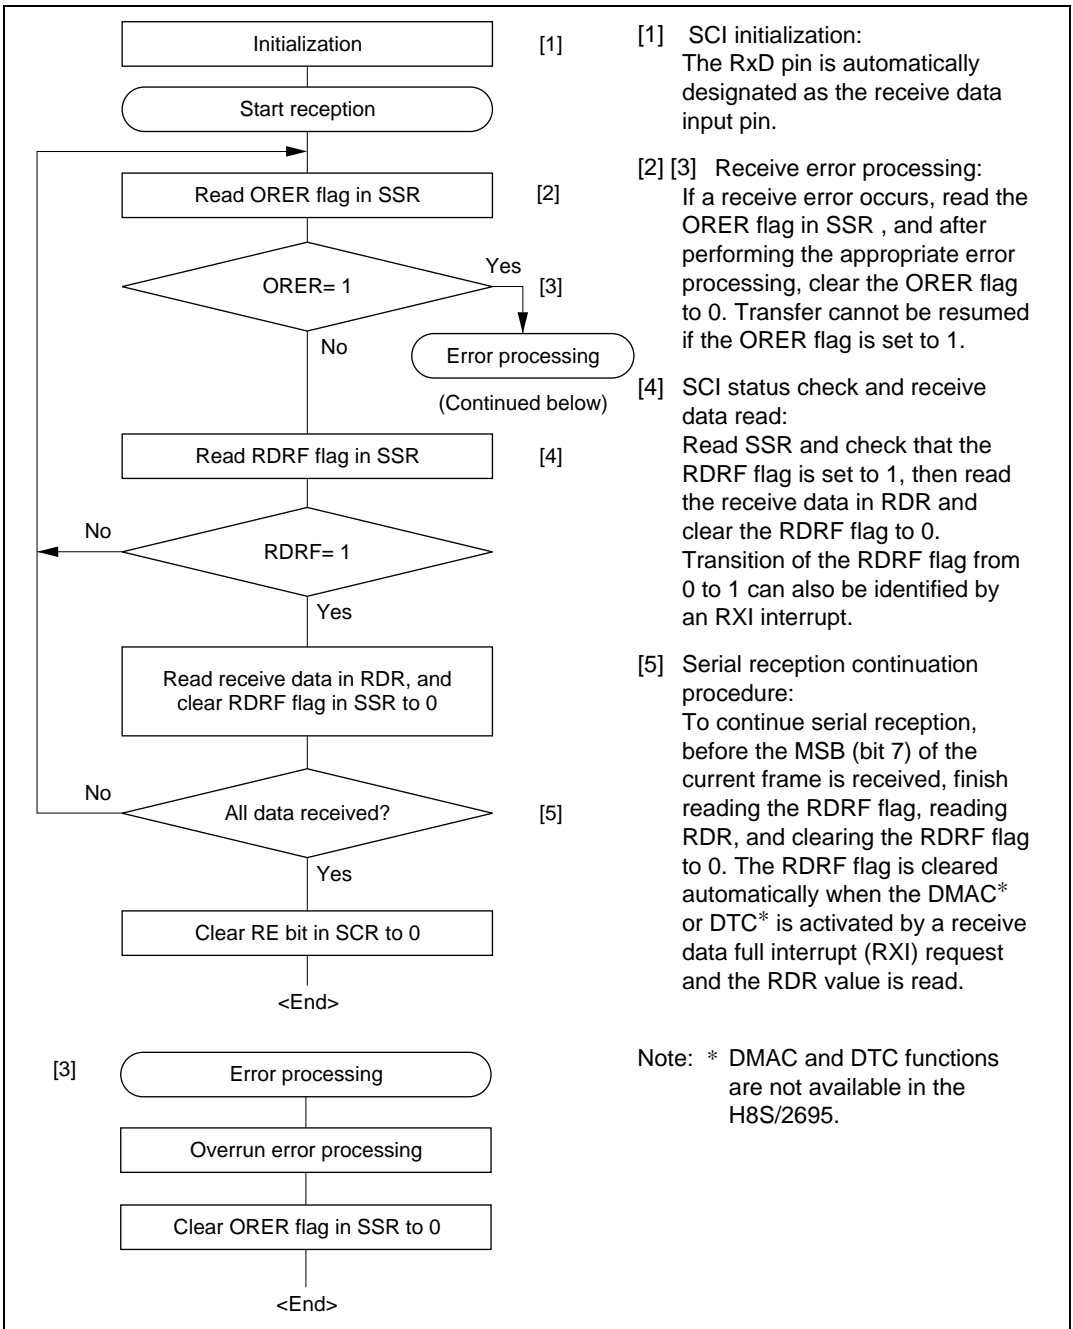 Initialization
[1]
Start reception
Read ORER flag in SSR
[2]
ORER= 1
Yes
[3]
No
Error processing
(Continued below)
Read RDRF flag in SSR
[4]
No
RDRF= 1
Yes
Read receive data in RDR, and
clear RDRF flag in SSR to 0
No
All data received?
[5]
Yes
Clear RE bit in SCR to 0
<End>
[3]
Error processing
Overrun error processing
Clear ORER flag in SSR to 0
<End>
[1] SCI initialization:
The RxD pin is automatically
designated as the receive data
input pin.
[2] [3] Receive error processing:
If a receive error occurs, read the
ORER flag in SSR , and after
performing the appropriate error
processing, clear the ORER flag
to 0. Transfer cannot be resumed
if the ORER flag is set to 1.
[4] SCI status check and receive
data read:
Read SSR and check that the
RDRF flag is set to 1, then read
the receive data in RDR and
clear the RDRF flag to 0.
Transition of the RDRF flag from
0 to 1 can also be identified by
an RXI interrupt.
[5] Serial reception continuation
procedure:
To continue serial reception,
before the MSB (bit 7) of the
current frame is received, finish
reading the RDRF flag, reading
RDR, and clearing the RDRF flag
to 0. The RDRF flag is cleared
automatically when the DMAC*
or DTC* is activated by a receive
data full interrupt (RXI) request
and the RDR value is read.
Note: * DMAC and DTC functions
are not available in the
H8S/2695.